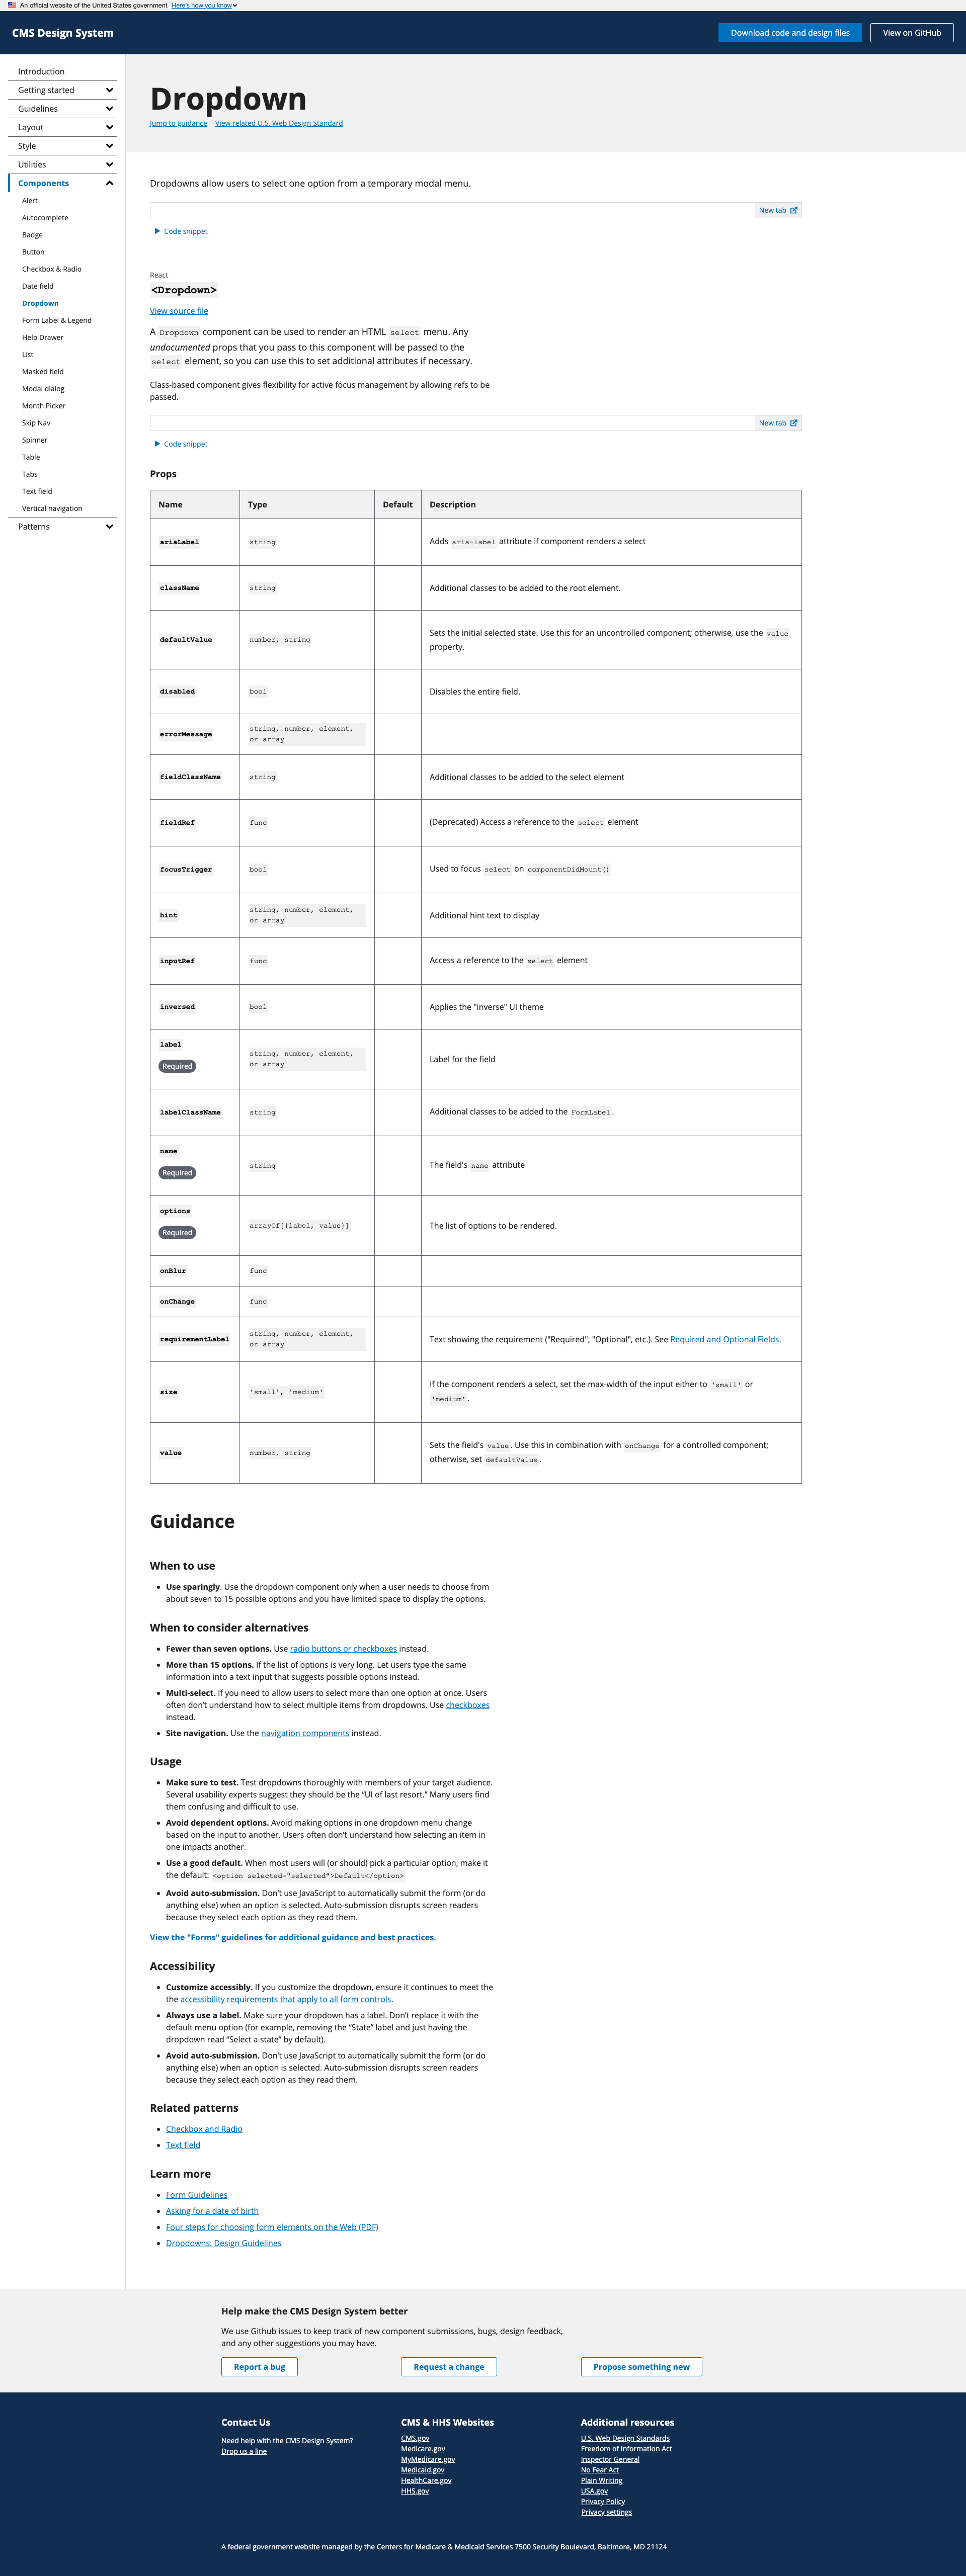 An official website of the United States government Here's how you know
CMS Design System
Download code and design files
View on GitHub
Introduction
Getting started
Guidelines
Layout
Style
Utilities
Components
Alert
Autocomplete
Badge
Button
Checkbox & Radio
Date field
Dropdown
Form Label & Legend
Help Drawer
List
Masked field
Modal dialog
Month Picker
Skip Nav
Spinner
Table
Tabs
Text field
Vertical navigation
Patterns
Dropdown
Jump to guidance View related U.S. Web Design Standard
Dropdowns allow users to select one option from a temporary modal menu.
New tab
Code snippet
React
<Dropdown>
View source file
A Dropdown component can be used to render an HTML select menu. Any
undocumented props that you pass to this component will be passed to the
select element, so you can use this to set additional attributes if necessary.
Class-based component gives flexibility for active focus management by allowing refs to be
passed.
New tab
Code snippet
Props
Name Type Default Description
ariaLabel string Adds aria-label attribute if component renders a select
className string Additional classes to be added to the root element.
defaultValue number, string Sets the initial selected state. Use this for an uncontrolled component; otherwise, use the value
property.
disabled bool Disables the entire field.
errorMessage string, number, element,
or array
fieldClassName string Additional classes to be added to the select element
fieldRef func (Deprecated) Access a reference to the select element
focusTrigger bool Used to focus select on componentDidMount()
hint string, number, element,
or array Additional hint text to display
inputRef func Access a reference to the select element
inversed bool Applies the "inverse" UI theme
label
Required string, number, element,
or array Label for the field
labelClassName string Additional classes to be added to the FormLabel.
name
Required string The field's name attribute
options
Required arrayOf[{label, value}] The list of options to be rendered.
onBlur func
onChange func
requirementLabel string, number, element,
or array Text showing the requirement ("Required", "Optional", etc.). See Required and Optional Fields.
size 'small', 'medium' If the component renders a select, set the max-width of the input either to 'small' or
'medium'.
value number, string Sets the field's value. Use this in combination with onChange for a controlled component;
otherwise, set defaultValue.
Guidance
When to use
• Use sparingly. Use the dropdown component only when a user needs to choose from
about seven to 15 possible options and you have limited space to display the options.
When to consider alternatives
• Fewer than seven options. Use radio buttons or checkboxes instead.
• More than 15 options. If the list of options is very long. Let users type the same
information into a text input that suggests possible options instead.
• Multi-select. If you need to allow users to select more than one option at once. Users
often don’t understand how to select multiple items from dropdowns. Use checkboxes
instead.
• Site navigation. Use the navigation components instead.
Usage
• Make sure to test. Test dropdowns thoroughly with members of your target audience.
Several usability experts suggest they should be the “UI of last resort.” Many users find
them confusing and difficult to use.
• Avoid dependent options. Avoid making options in one dropdown menu change
based on the input to another. Users often don’t understand how selecting an item in
one impacts another.
• Use a good default. When most users will (or should) pick a particular option, make it
the default: <option selected="selected">Default</option>
• Avoid auto-submission. Don’t use JavaScript to automatically submit the form (or do
anything else) when an option is selected. Auto-submission disrupts screen readers
because they select each option as they read them.
View the "Forms" guidelines for additional guidance and best practices.
Accessibility
• Customize accessibly. If you customize the dropdown, ensure it continues to meet the
the accessibility requirements that apply to all form controls.
• Always use a label. Make sure your dropdown has a label. Don’t replace it with the
default menu option (for example, removing the “State” label and just having the
dropdown read “Select a state” by default).
• Avoid auto-submission. Don’t use JavaScript to automatically submit the form (or do
anything else) when an option is selected. Auto-submission disrupts screen readers
because they select each option as they read them.
Related patterns
• Checkbox and Radio
• Text field
Learn more
• Form Guidelines
• Asking for a date of birth
• Four steps for choosing form elements on the Web (PDF)
• Dropdowns: Design Guidelines
Help make the CMS Design System better
We use Github issues to keep track of new component submissions, bugs, design feedback,
and any other suggestions you may have.
Report a bug
Request a change
Propose something new
Contact Us
Need help with the CMS Design System?
Drop us a line
CMS & HHS Websites
CMS.gov
Medicare.gov
MyMedicare.gov
Medicaid.gov
HealthCare.gov
HHS.gov
Additional resources
U.S. Web Design Standards
Freedom of Information Act
Inspector General
No Fear Act
Plain Writing
USA.gov
Privacy Policy
Privacy settings
A federal government website managed by the Centers for Medicare & Medicaid Services 7500 Security Boulevard, Baltimore, MD 21124